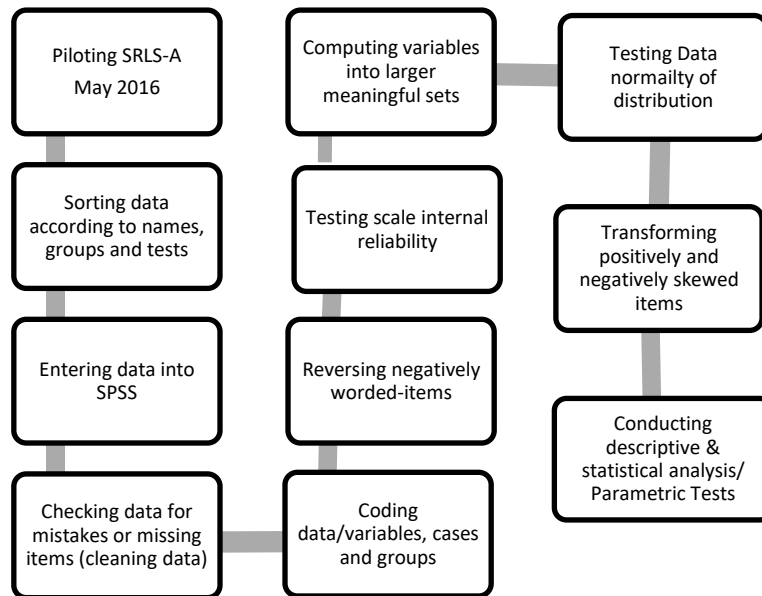 Piloting SRLS-A
May 2016
Sorting data
according to names,
groups and tests
Entering data into
SPSS
Checking data for
mistakes or missing
items (cleaning data)
Coding
data/variables, cases
and groups
Reversing negatively
worded-items
Testing scale internal
reliability
Computing variables
into larger
meaningful sets
Testing Data
normailty of
distribution
Transforming
positively and
negatively skewed
items
Conducting
descriptive &
statistical analysis/
Parametric Tests